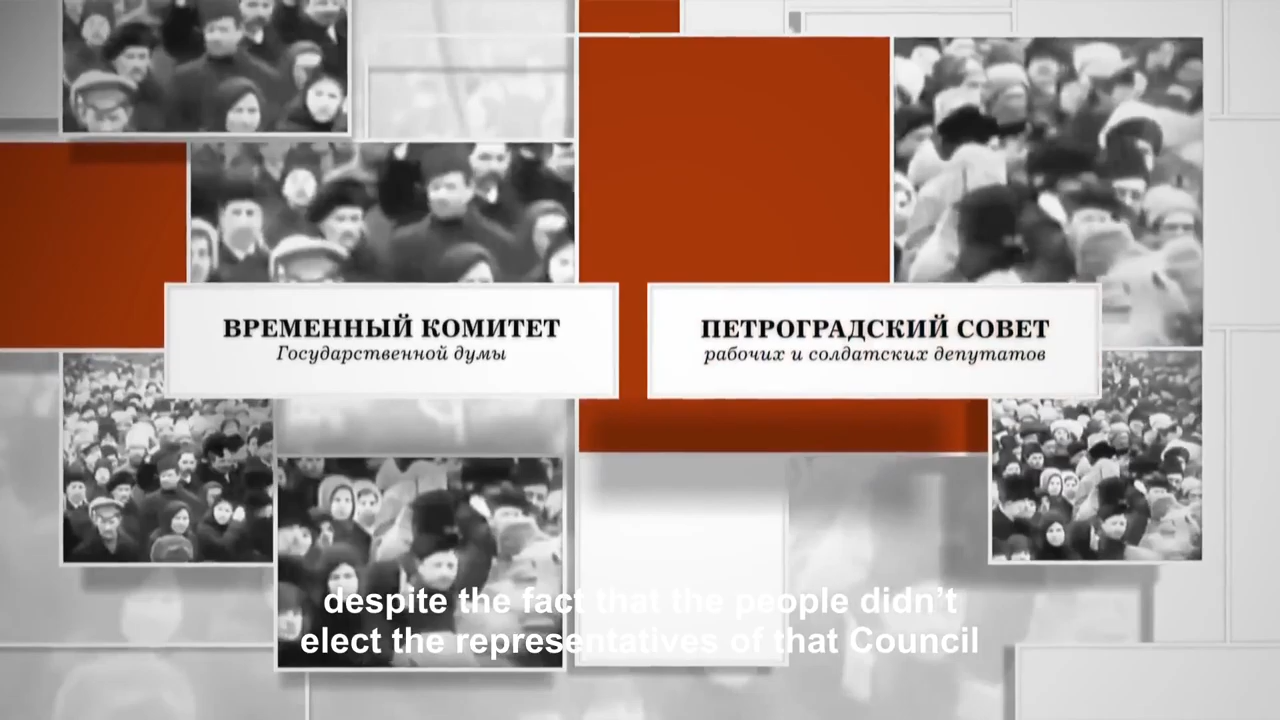 ВРЕМЕННЫЙ КОМИТЕТ
Государственной думы
ПЕТРОГРАДСКИЙ СОВЕТ
рабочих и солдатских депутатов
despite the fact that the people didn't
elect the representatives of that Council